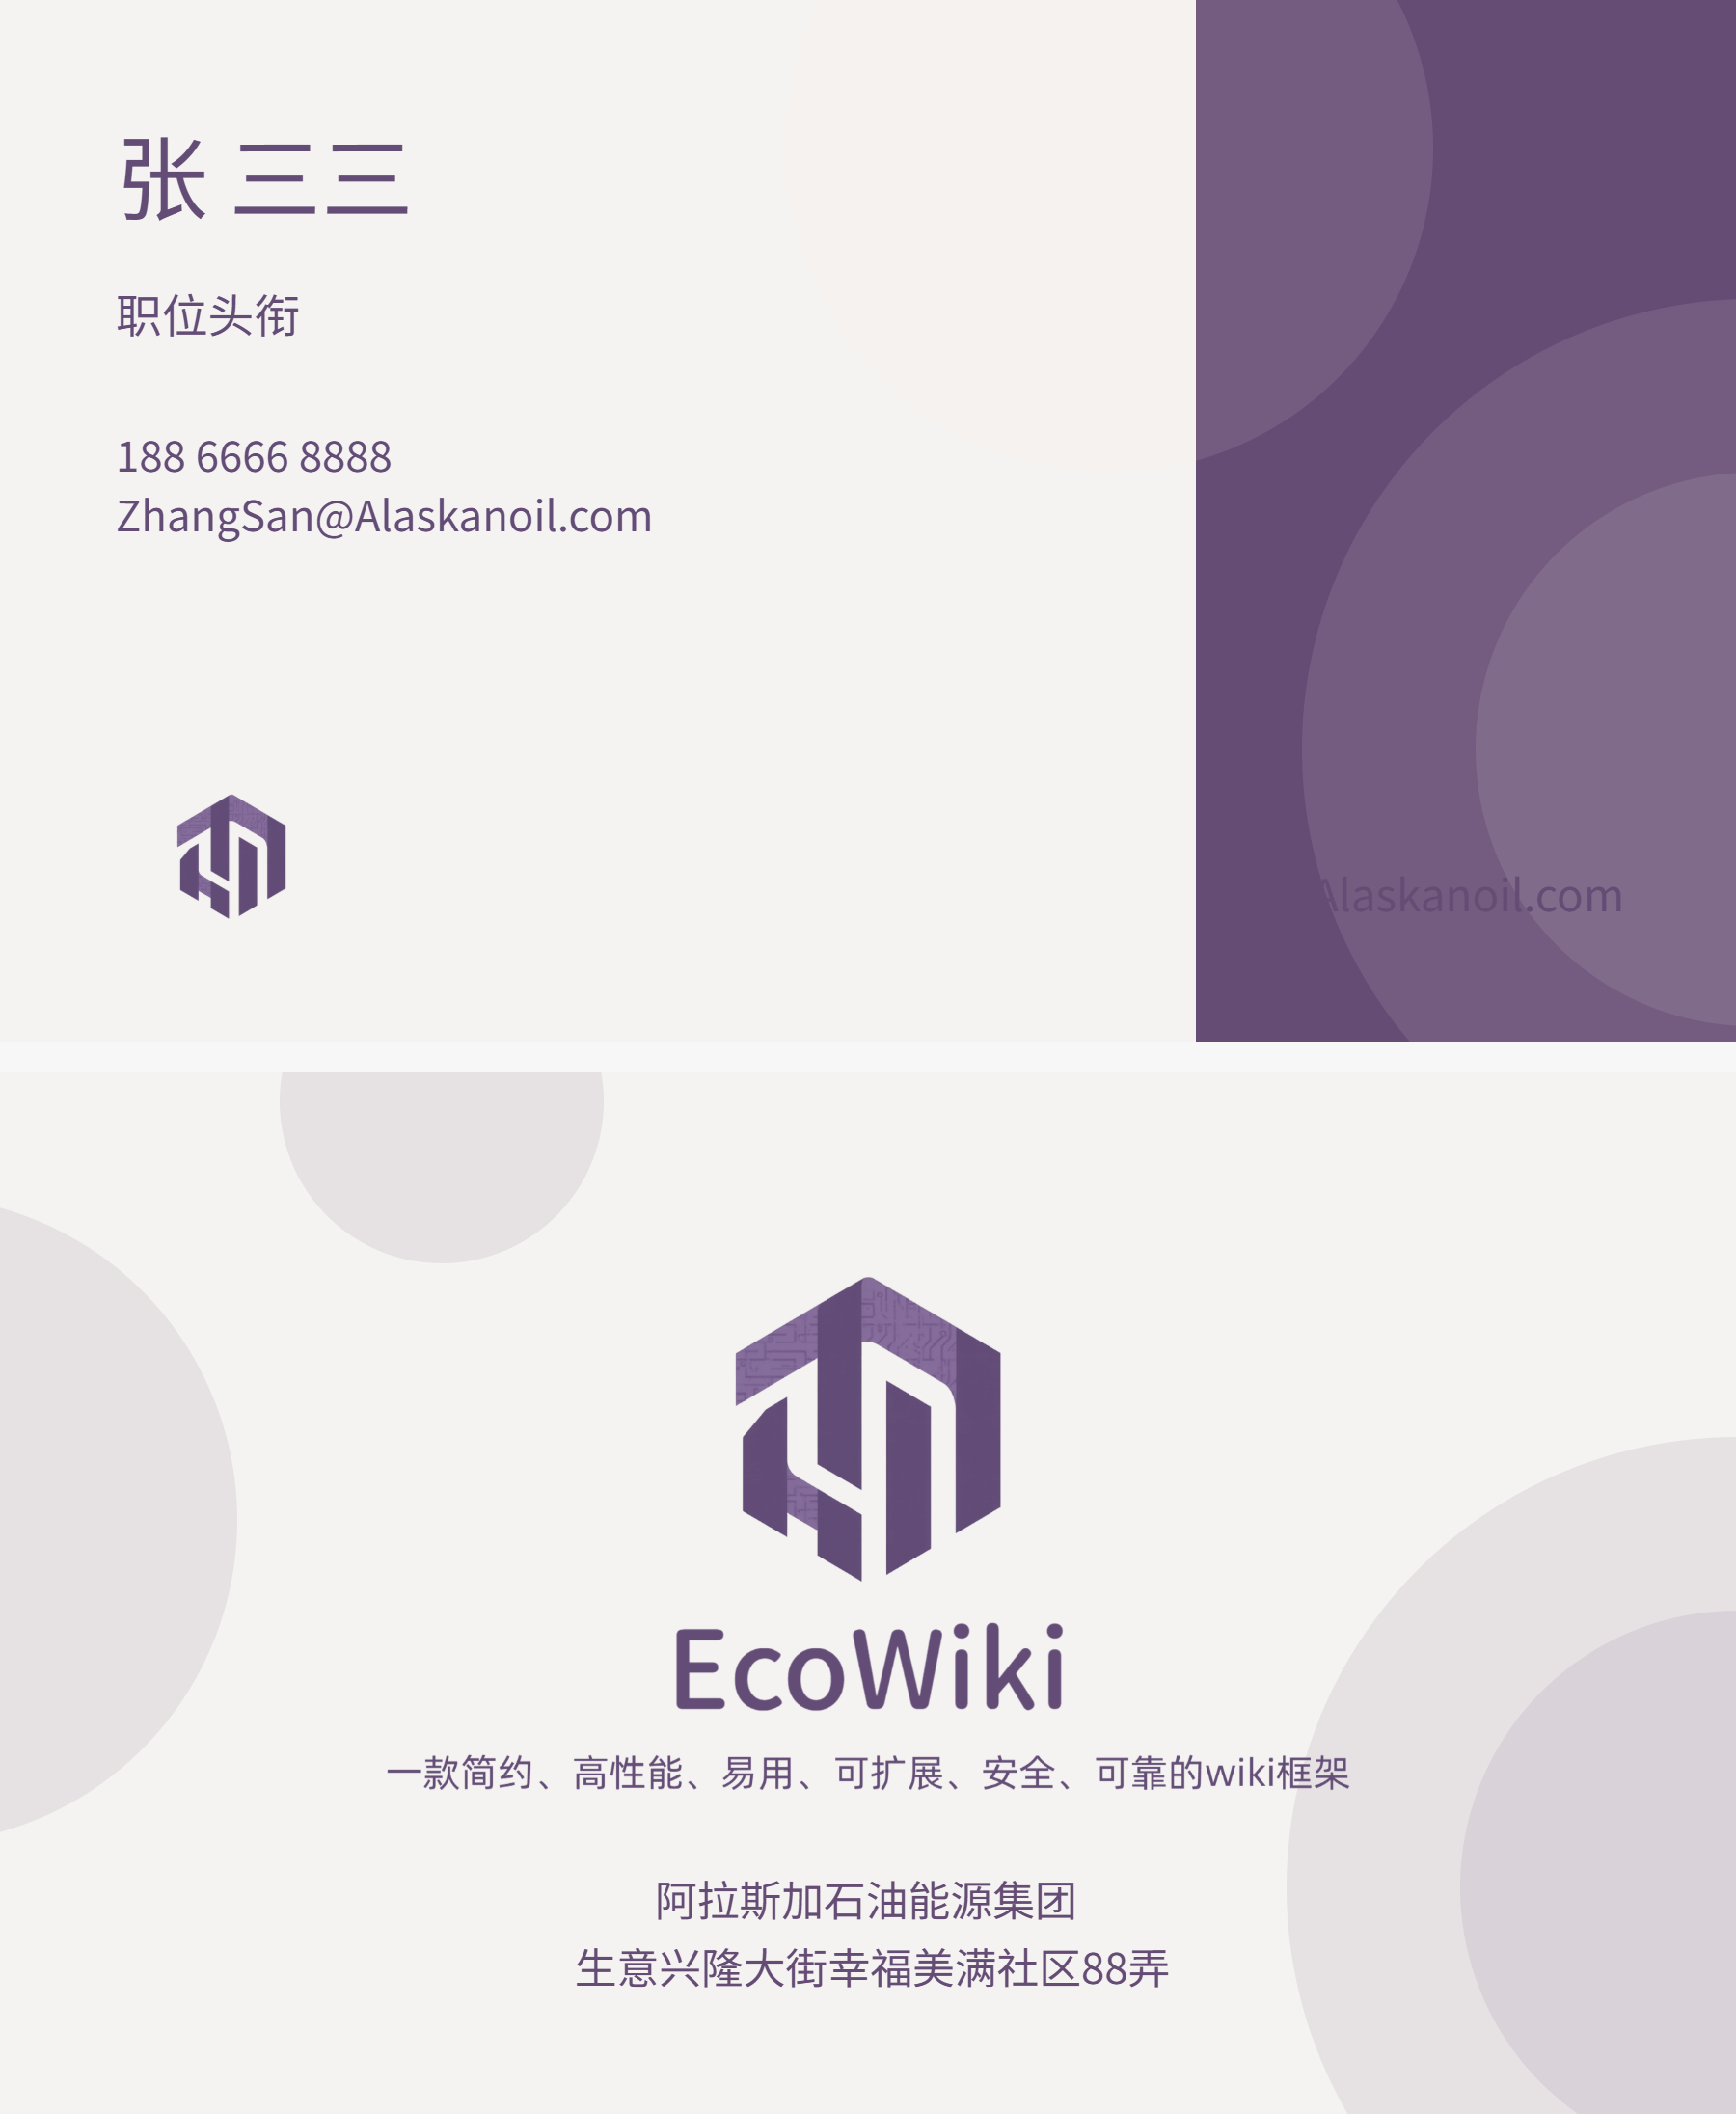 张 三三
职位头衔
188 6666 8888
ZhangSan@Alaskanoil.com
Alaskanoil.com
EcoWiki
一款简约、高性能、易用、可扩展、安全、可靠的wiki框架
阿拉斯加石油能源集团
生意兴隆大街幸福美满社区88弄